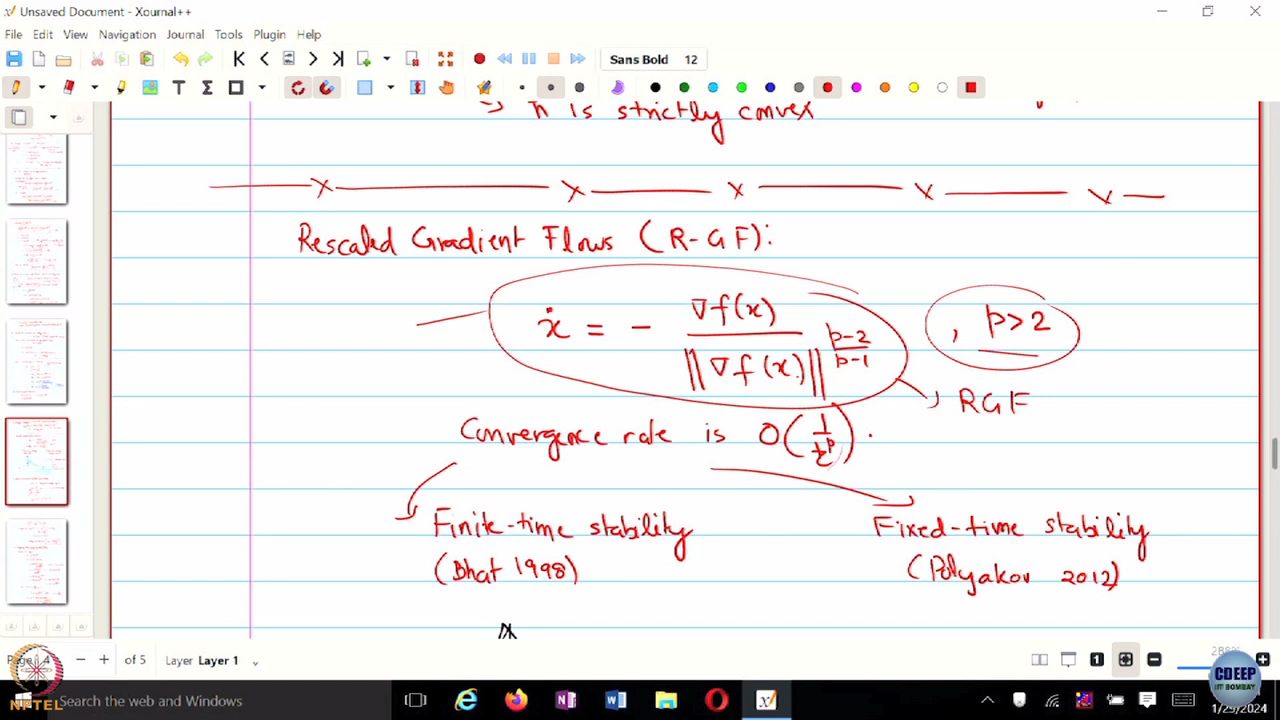 Unsaved Document - Xournal++
File Edit View Navigation Journal Tools Plugin Help
Sans Bold 12
is strictly convex
Rescaled Gradient Flows (R-GF):
ẋ = - ∇f(x) / ||∇f(x)||^(p-2/p-1) , p>2
RGF
Convergence rate is O(1/t^p).
Finite-time stability Fixed-time stability
(Bhat 1998) (Polyakov 2012)
Page 4 of 5 Layer Layer 1 288%
NPTEL
CDEEP
IIT BOMBAY
Search the web and Windows
1/29/2024